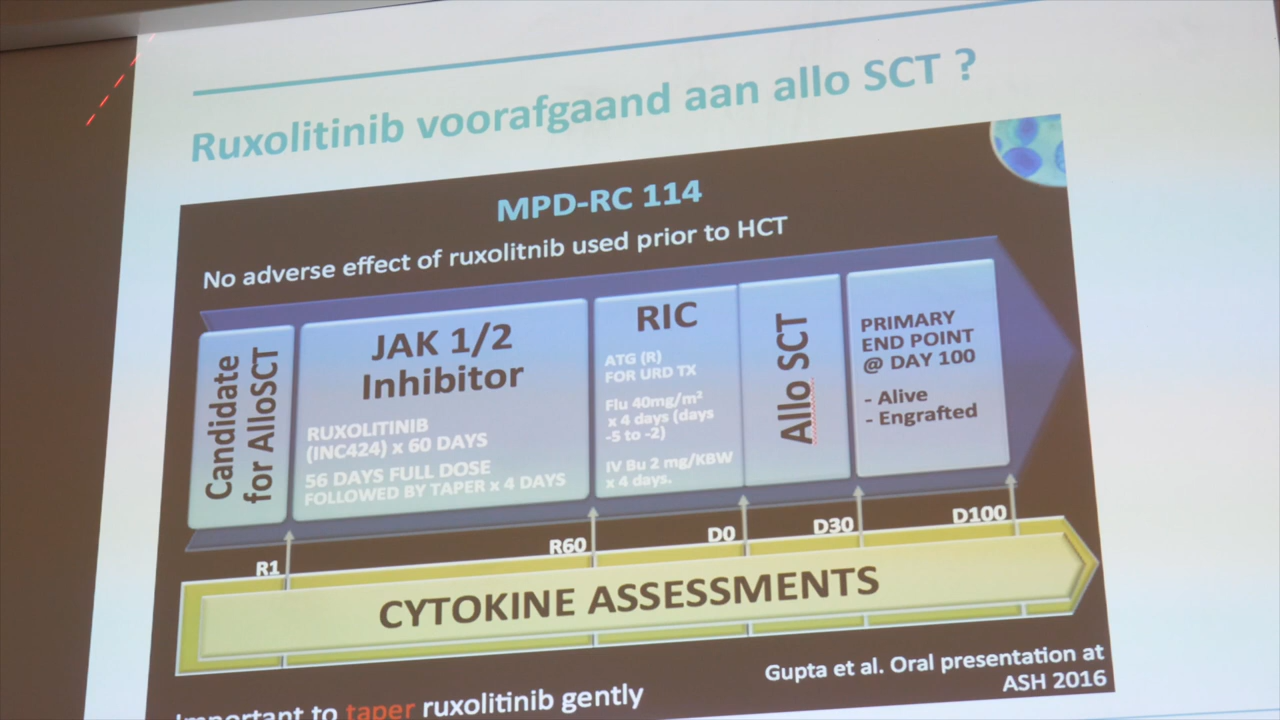 Ruxolitinib voorafgaand aan allo SCT ?
MPD-RC 114
No adverse effect of ruxolitnib used prior to HCT
Candidate
for AlloSCT
JAK 1/2
Inhibitor
RUXOLITINIB
(INC424) x 60 DAYS
56 DAYS FULL DOSE
FOLLOWED BY TAPER x 4 DAYS
RIC
ATG (R)
FOR URD TX
Flu 40mg/m²
x 4 days (days
-5 to -2)
IV Bu 2 mg/KBW
x 4 days.
Allo SCT
PRIMARY
END POINT
@ DAY 100
- Alive
- Engrafted
R1
R60
D0
D30
D100
CYTOKINE ASSESSMENTS
Gupta et al. Oral presentation at
ASH 2016
Important to taper ruxolitinib gently